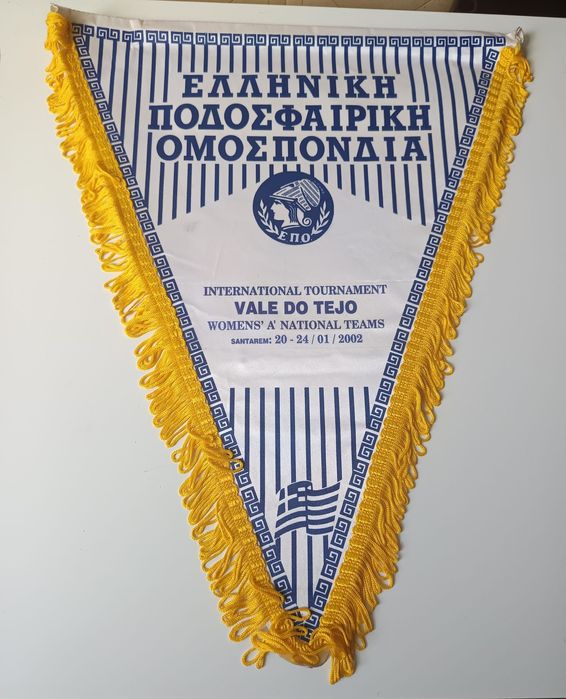 ΕΛΛΗΝΙΚΗ
ΠΟΔΟΣΦΑΙΡΙΚΗ
ΟΜΟΣΠΟΝΔΙΑ
ΕΠΟ
INTERNATIONAL TOURNAMENT
VALE DO TEJO
WOMENS' A' NATIONAL TEAMS
SANTAREM: 20 - 24 / 01 / 2002